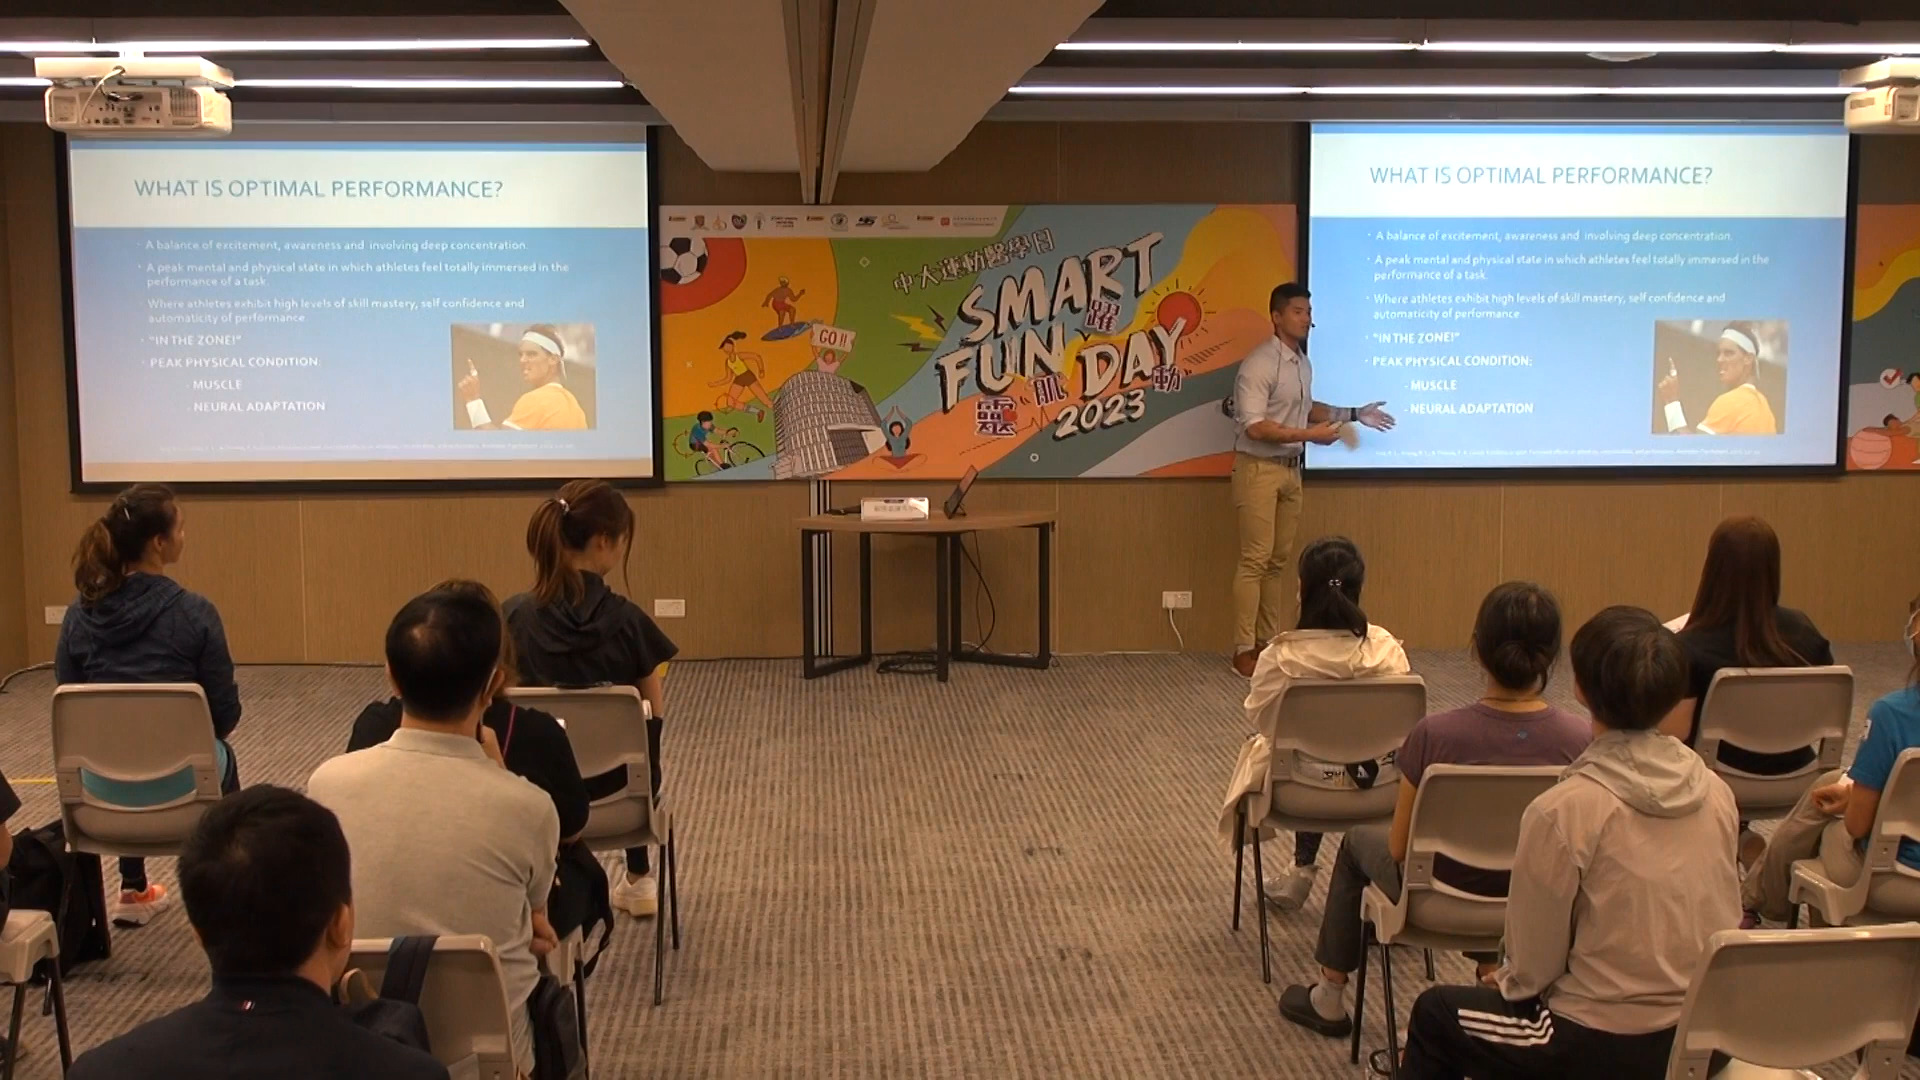 WHAT IS OPTIMAL PERFORMANCE?
A balance of excitement, awareness and involving deep concentration.
A peak mental and physical state in which athletes feel totally immersed in the
performance of a task.
Where athletes exhibit high levels of skill mastery, self confidence and
automaticity of performance.
"IN THE ZONE!"
PEAK PHYSICAL CONDITION:
- MUSCLE
- NEURAL ADAPTATION
中大運動醫學日
SMART
躍
FUN DAY
靈"肌"動
2023
GO!!
WHAT IS OPTIMAL PERFORMANCE?
A balance of excitement, awareness and involving deep concentration.
A peak mental and physical state in which athletes feel totally immersed in the
performance of a task.
Where athletes exhibit high levels of skill mastery, self confidence and
automaticity of performance.
"IN THE ZONE!"
PEAK PHYSICAL CONDITION:
- MUSCLE
- NEURAL ADAPTATION